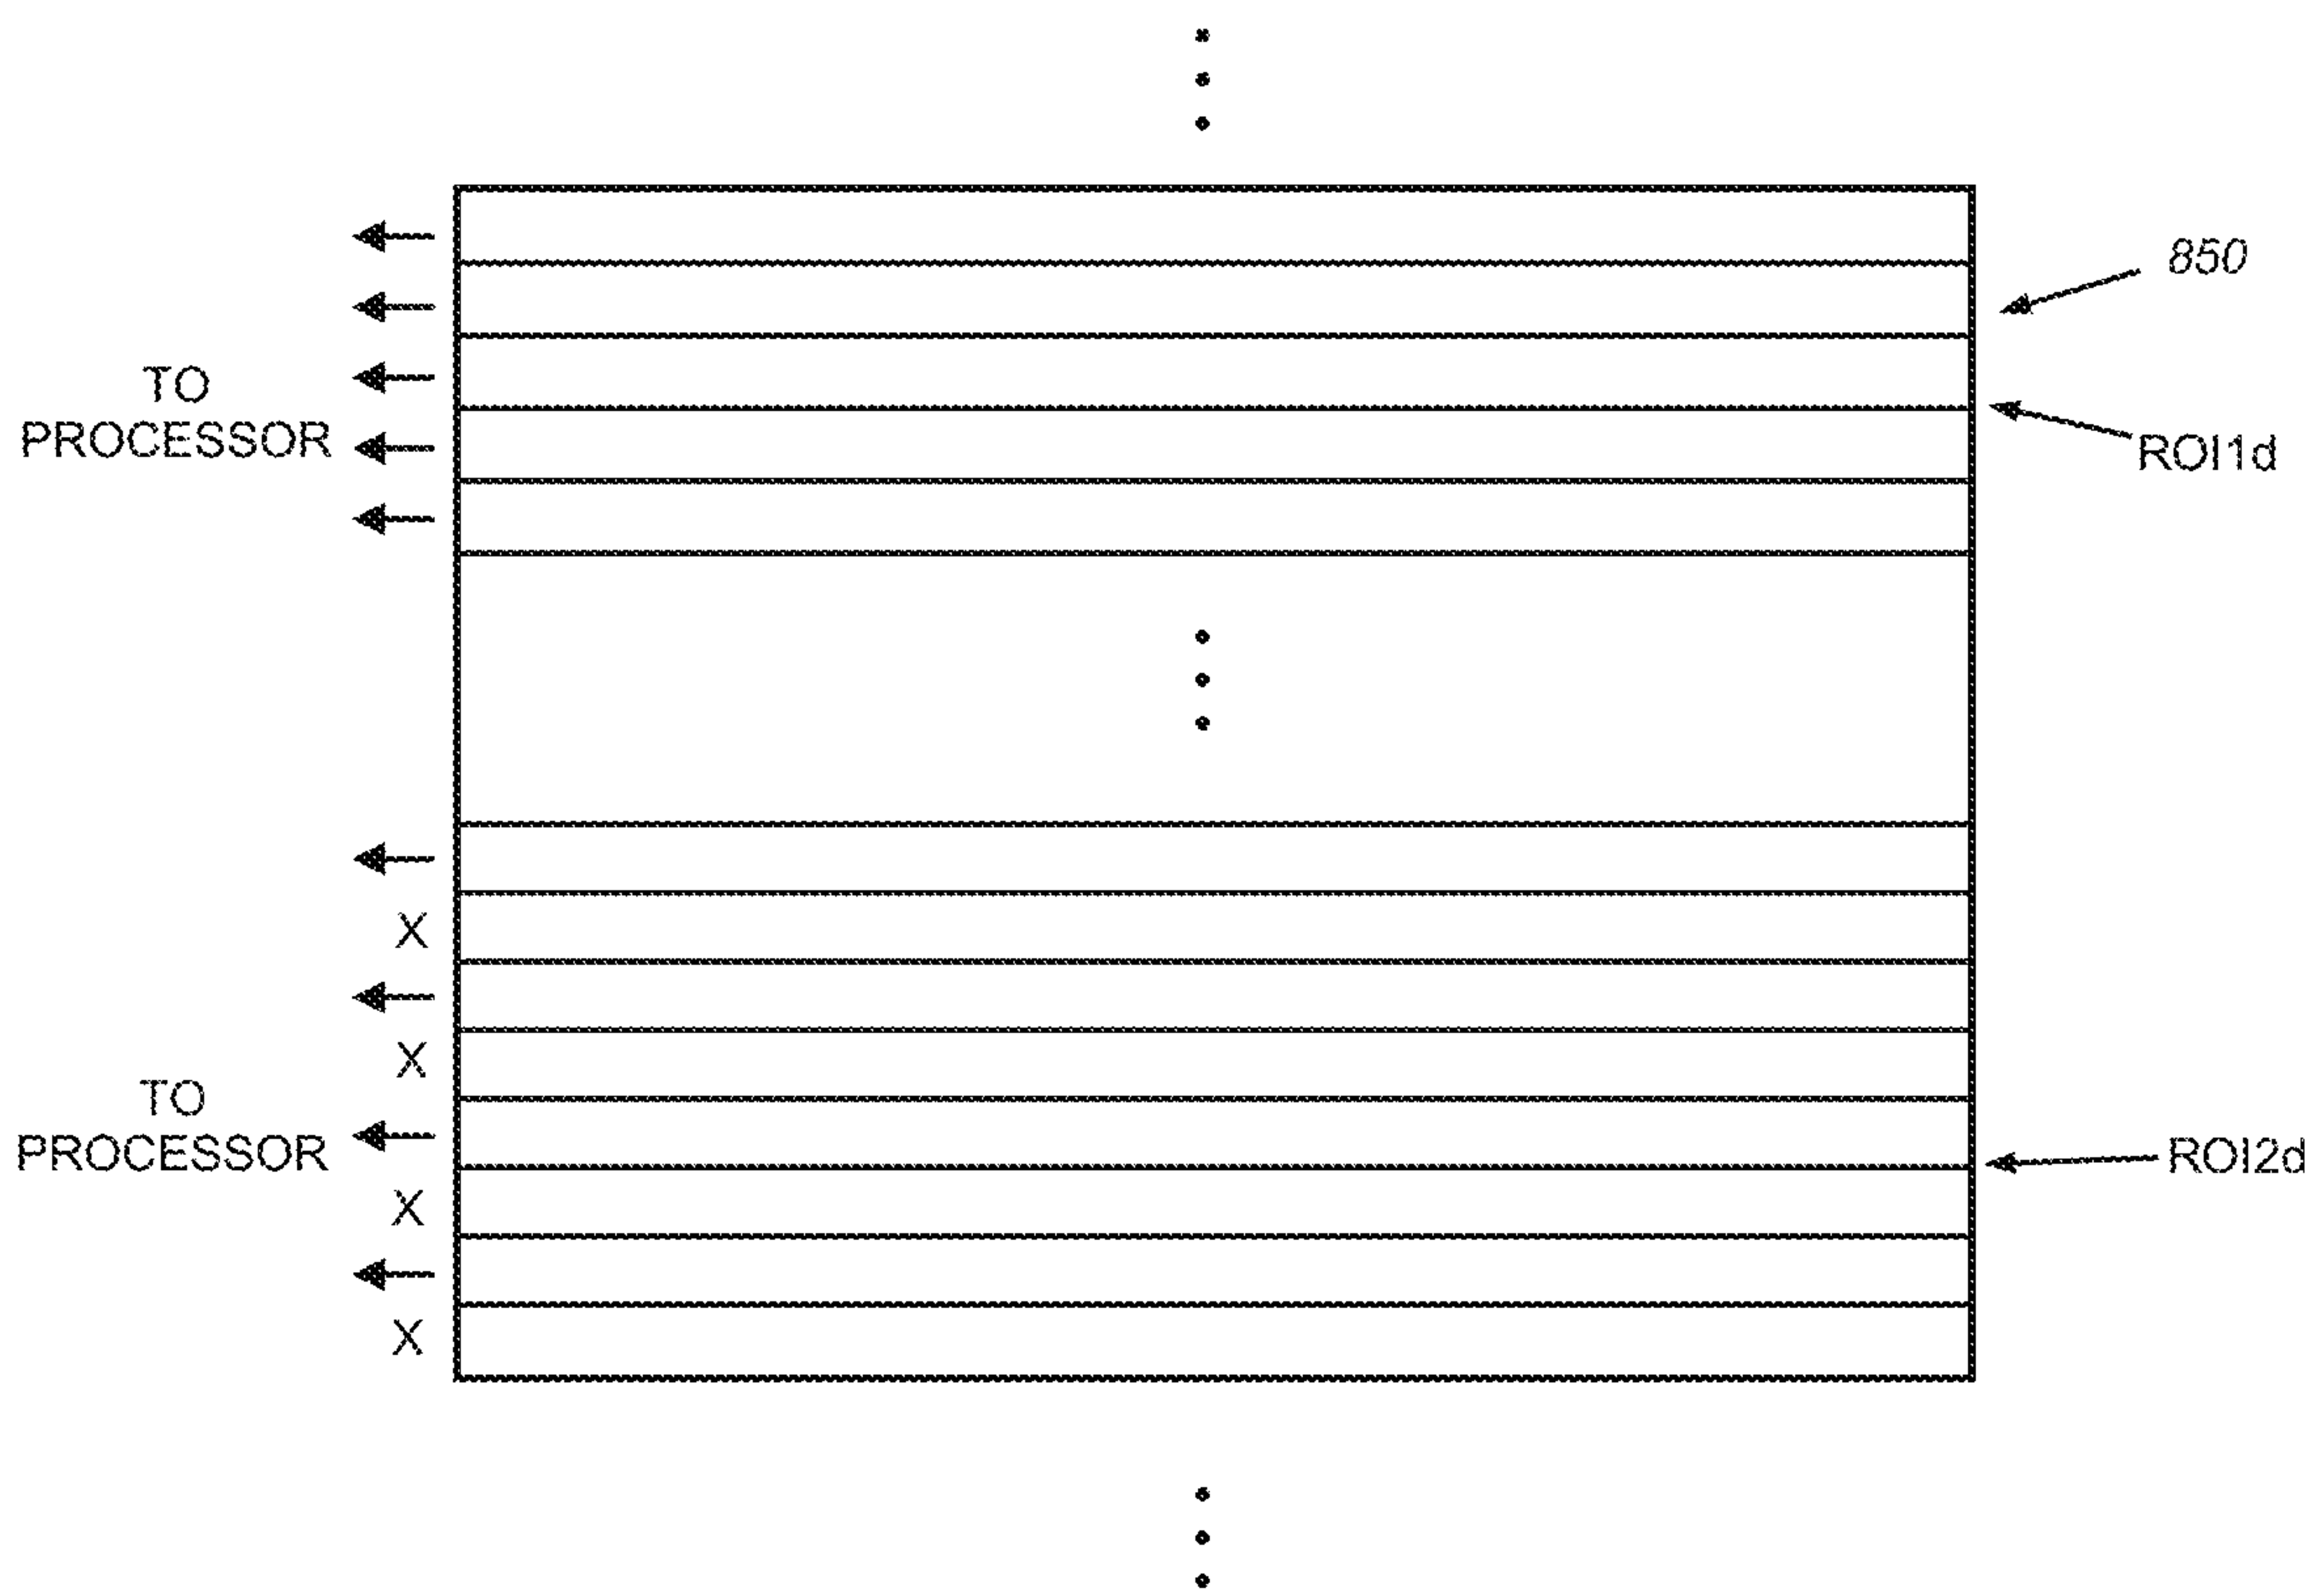 850
TO
PROCESSOR
ROI1d
X
X
TO
PROCESSOR
ROI2d
X
X